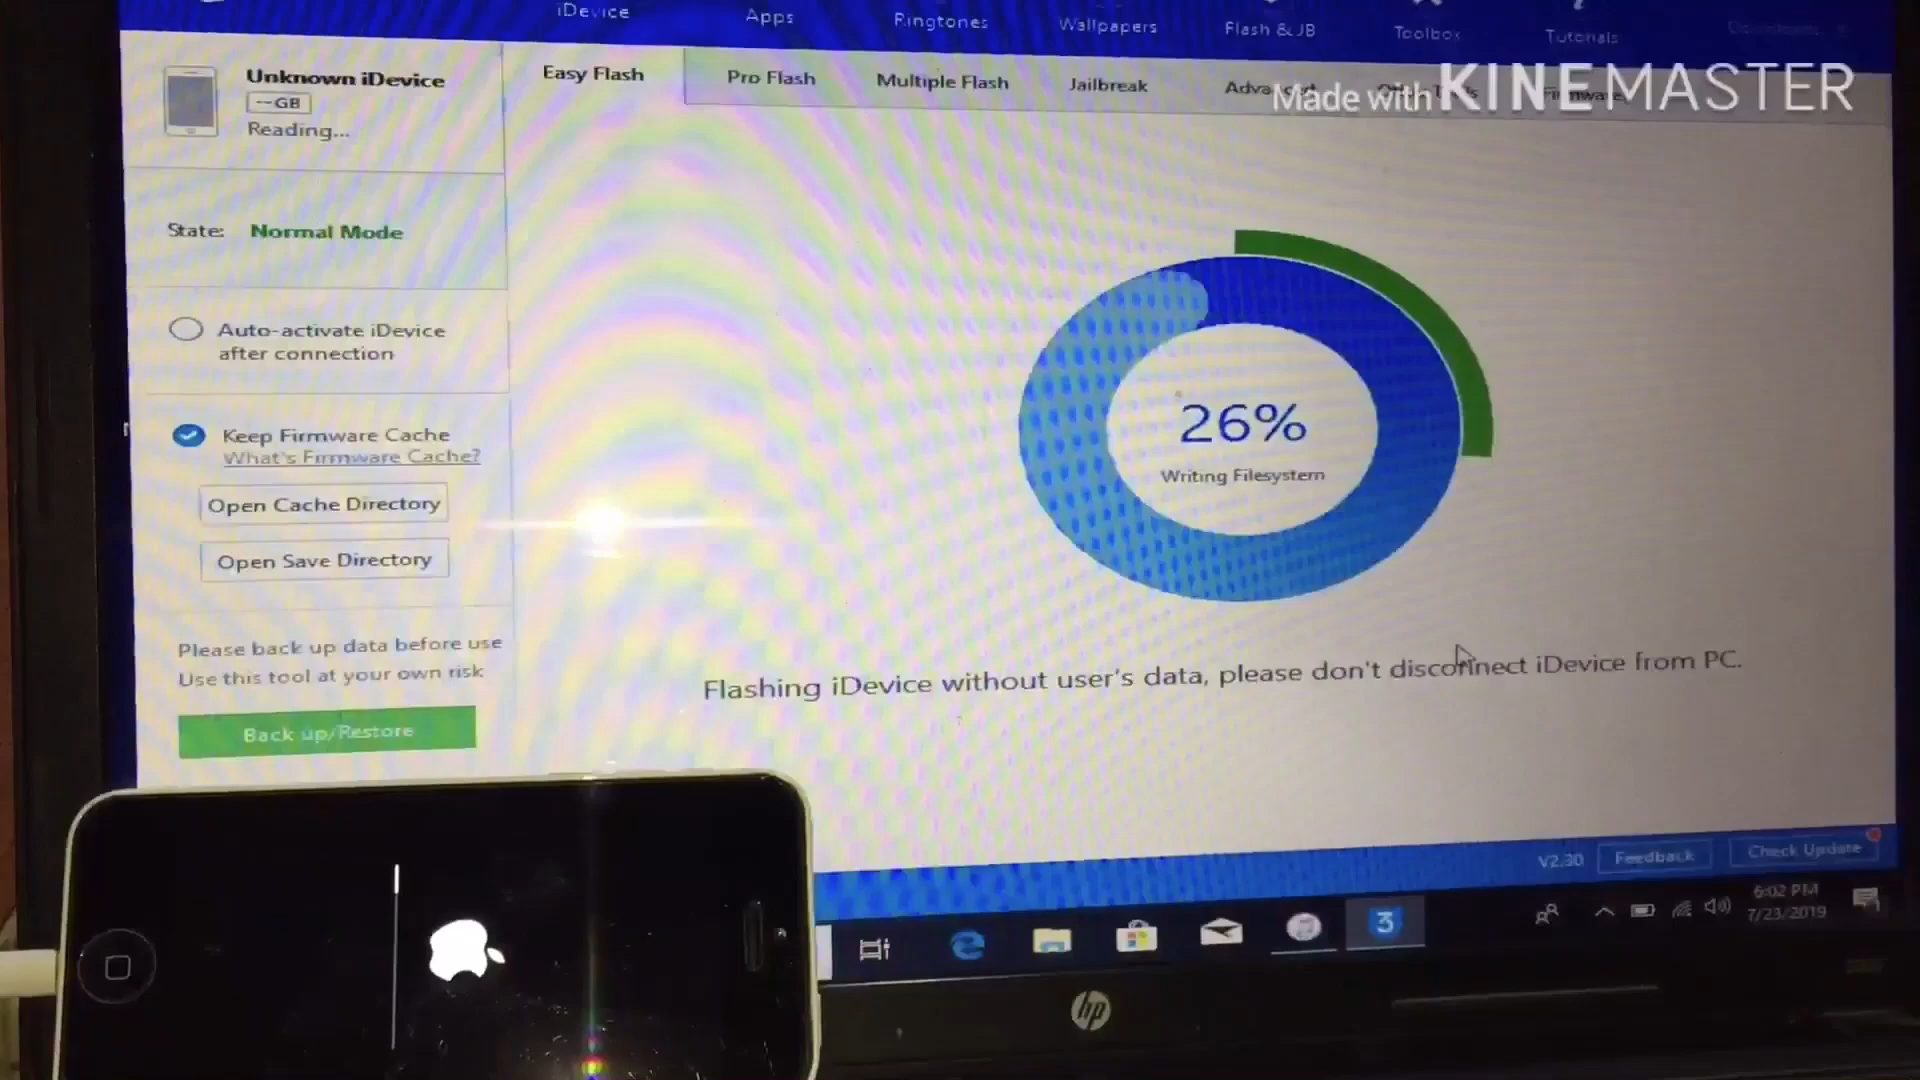 iDevice
Apps
Ringtones
Wallpapers
Flash & JB
Toolbox
Tutorials
Unknown iDevice
--GB
Reading...
Easy Flash
Pro Flash
Multiple Flash
Jailbreak
Made with KINEMASTER
State: Normal Mode
Auto-activate iDevice
after connection
Keep Firmware Cache
What's Firmware Cache?
Open Cache Directory
Open Save Directory
26%
Writing Filesystem
Please back up data before use
Use this tool at your own risk
Back up/Restore
Flashing iDevice without user's data, please don't disconnect iDevice from PC.
V2.30
Feedback
Check Update
3
6:02 PM
7/23/2019
hp